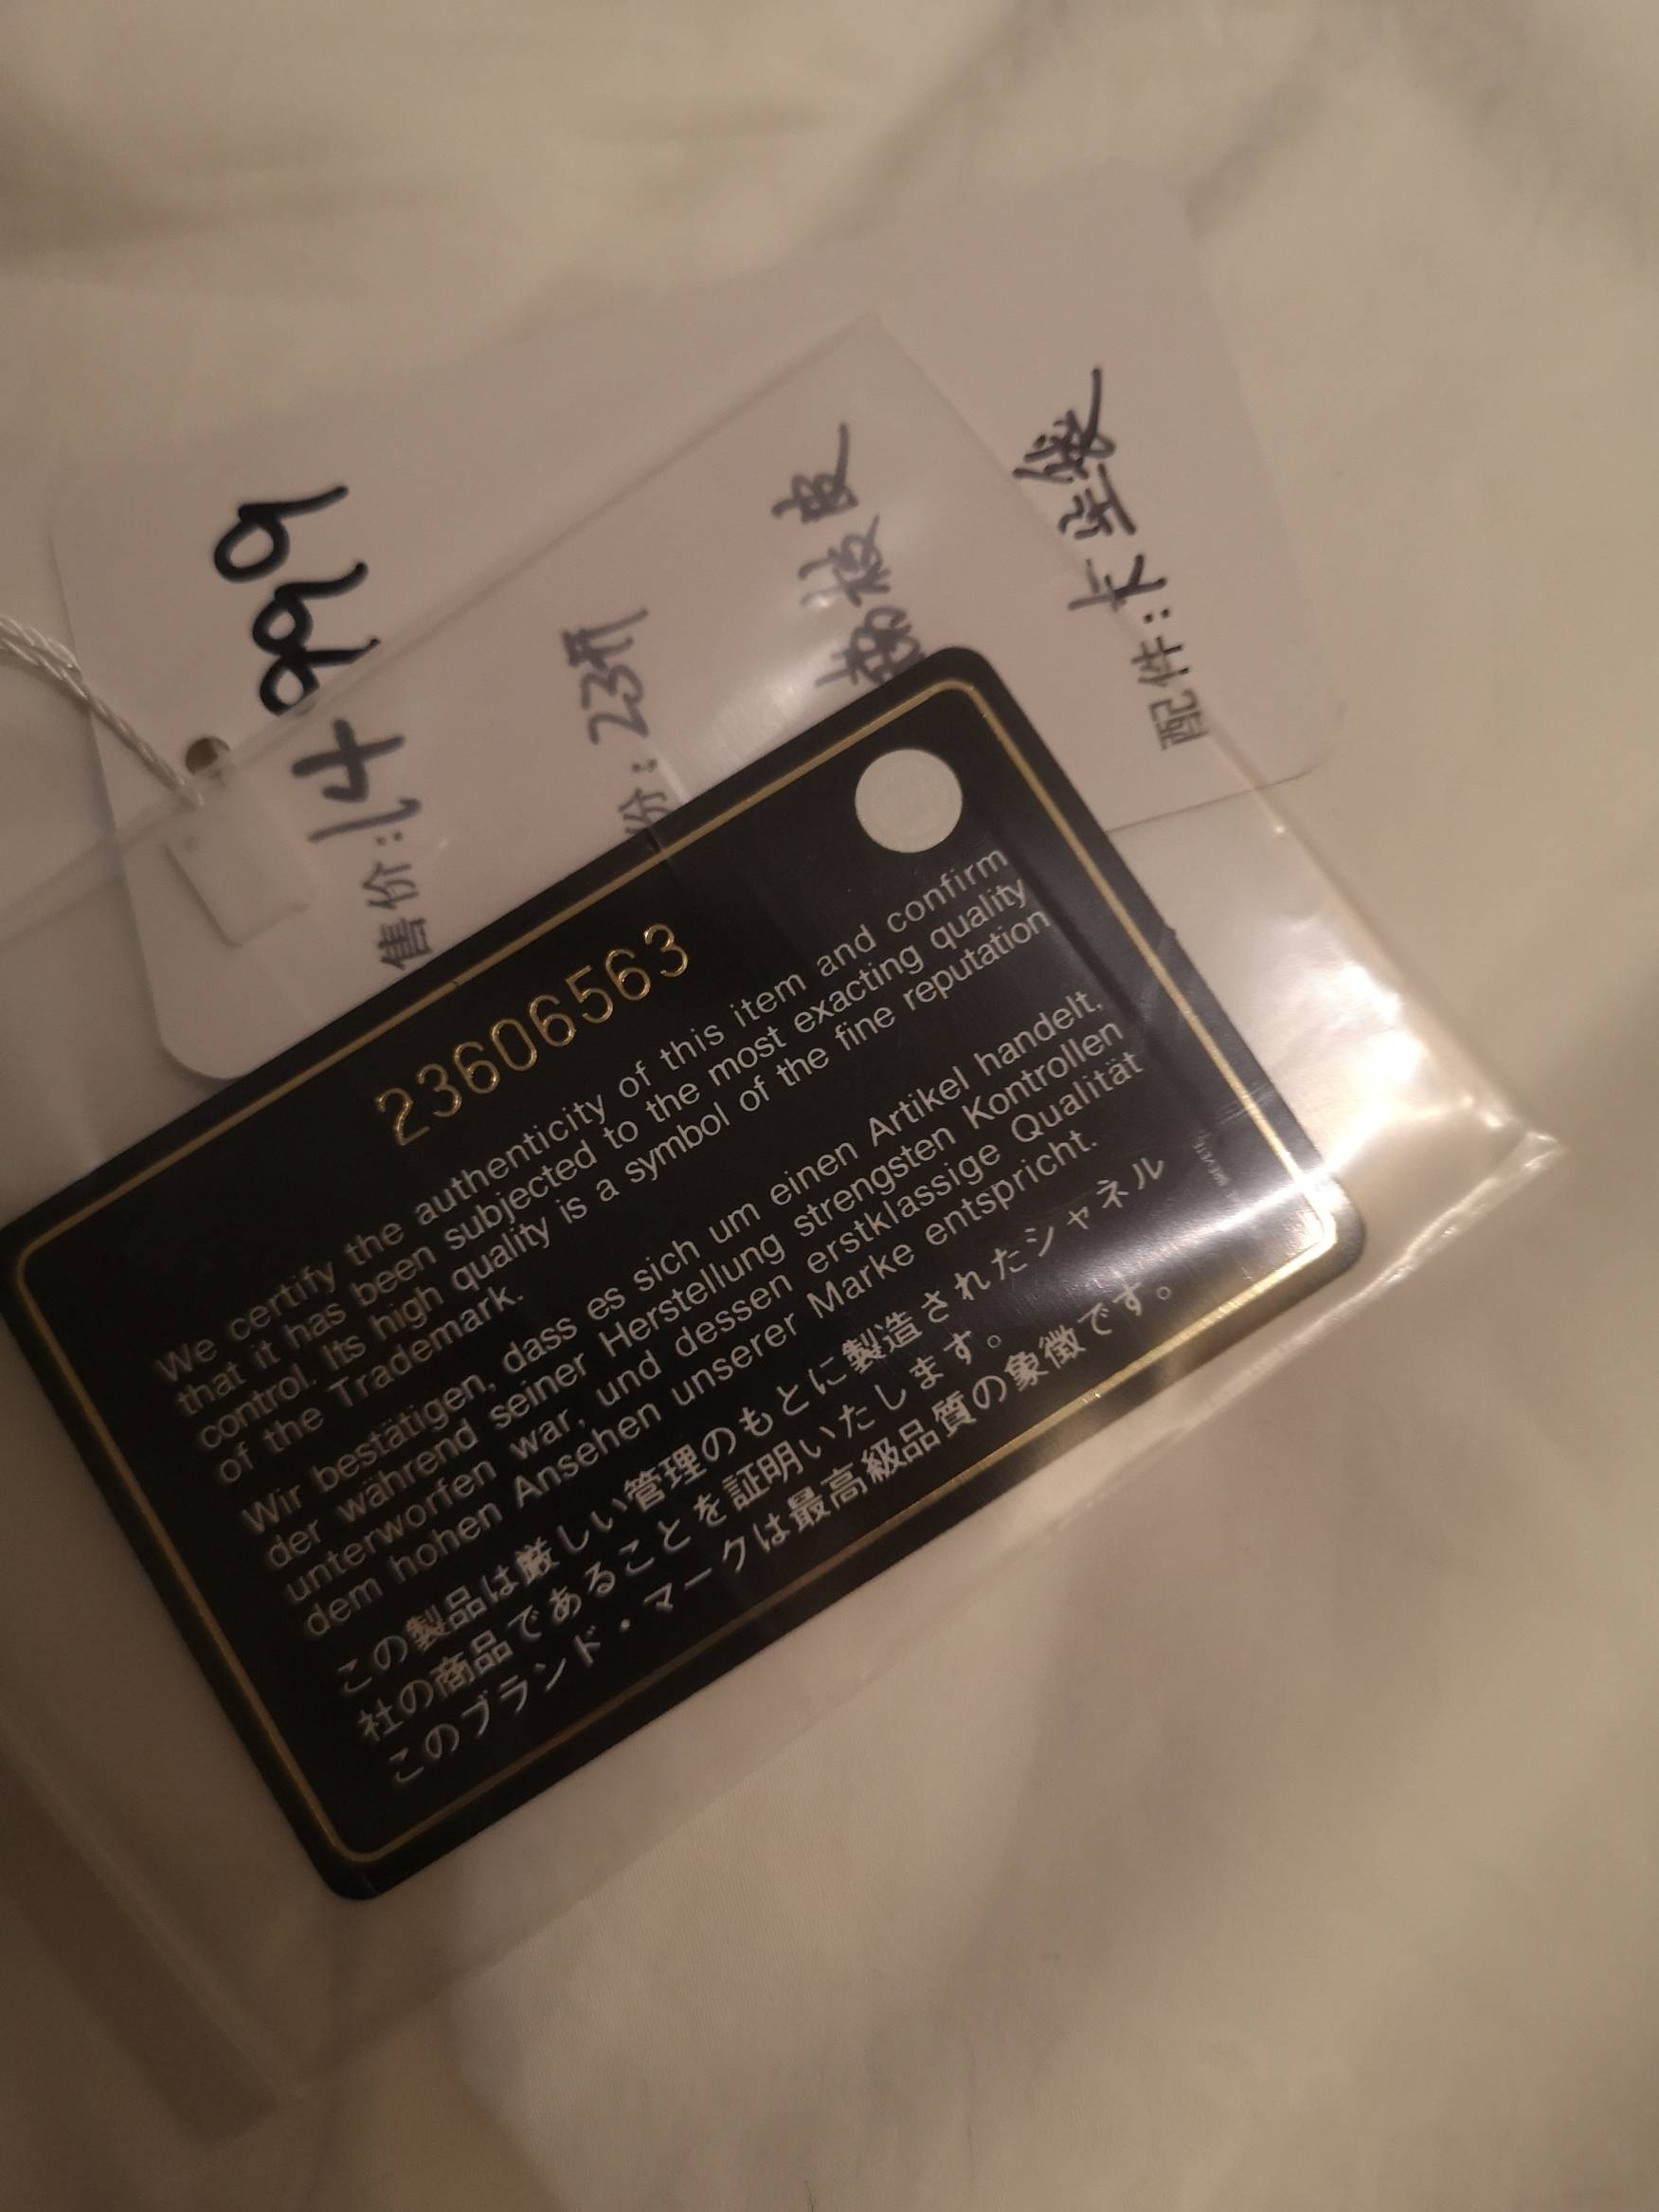 售价: 14999
份: 23开
荔枝皮
配件: 卡 尘袋
23606563
We certify the authenticity of this item and confirm
that it has been subjected to the most exacting quality
control. Its high quality is a symbol of the fine reputation
of the Trademark.
Wir bestätigen, dass es sich um einen Artikel handelt,
der während seiner Herstellung strengsten Kontrollen
unterworfen war, und dessen erstklassige Qualität
dem hohen Ansehen unserer Marke entspricht.
この製品は厳しい管理のもとに製造されたシャネル
社の商品であることを証明いたします。
このブランド・マークは最高級品質の象徴です。